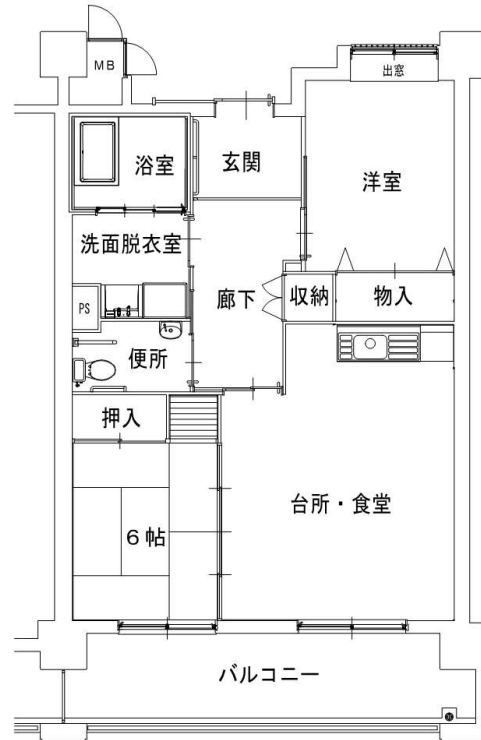 MB
出窓
浴室
玄関
洋室
洗面脱衣室
PS
廊下
収納
物入
便所
押入
台所・食堂
6帖
バルコニー